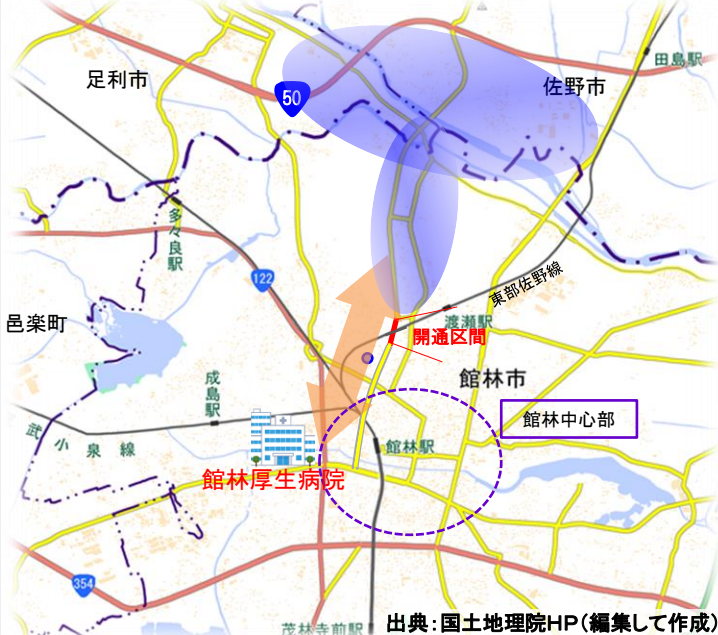 足利市
50
佐野市
田島駅
多々良駅
122
東部佐野線
邑楽町
渡瀬駅
開通区間
館林市
成島駅
館林中心部
武小泉線
館林駅
館林厚生病院
354
茂林寺前駅
出典：国土地理院HP（編集して作成）